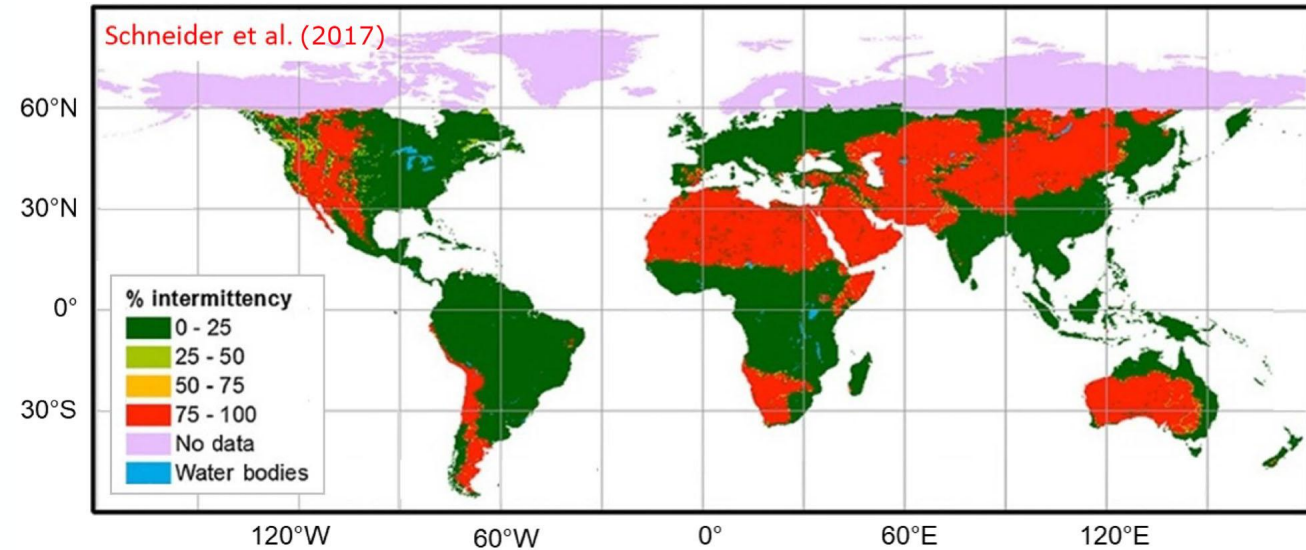 Schneider et al. (2017)
60°N
30°N
0°
30°S
% intermittency
0 - 25
25 - 50
50 - 75
75 - 100
No data
Water bodies
120°W
60°W
0°
60°E
120°E